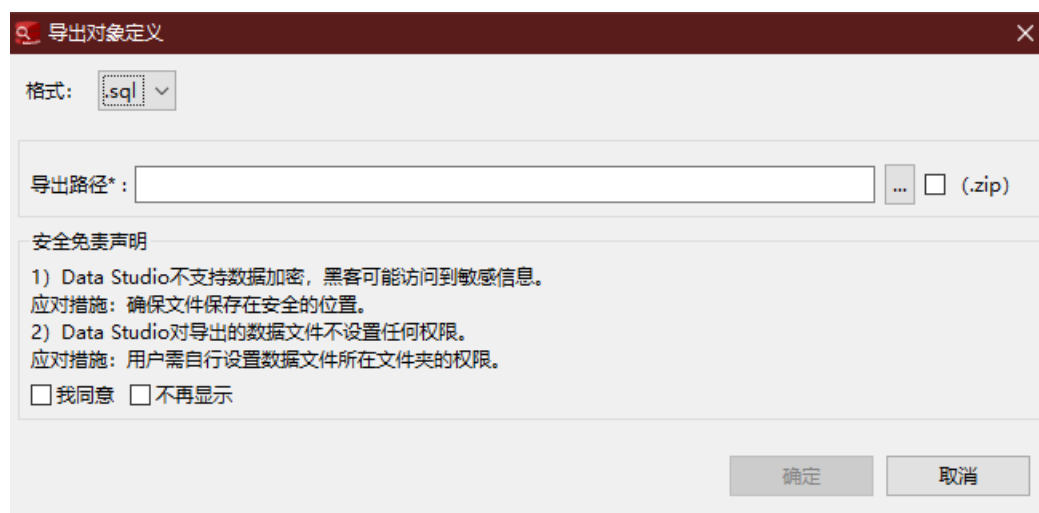 导出对象定义
格式： .sql
导出路径*： ... (.zip)
安全免责声明
1）Data Studio不支持数据加密，黑客可能访问到敏感信息。
应对措施：确保文件保存在安全的位置。
2）Data Studio对导出的数据文件不设置任何权限。
应对措施：用户需自行设置数据文件所在文件夹的权限。
我同意 不再显示
确定 取消